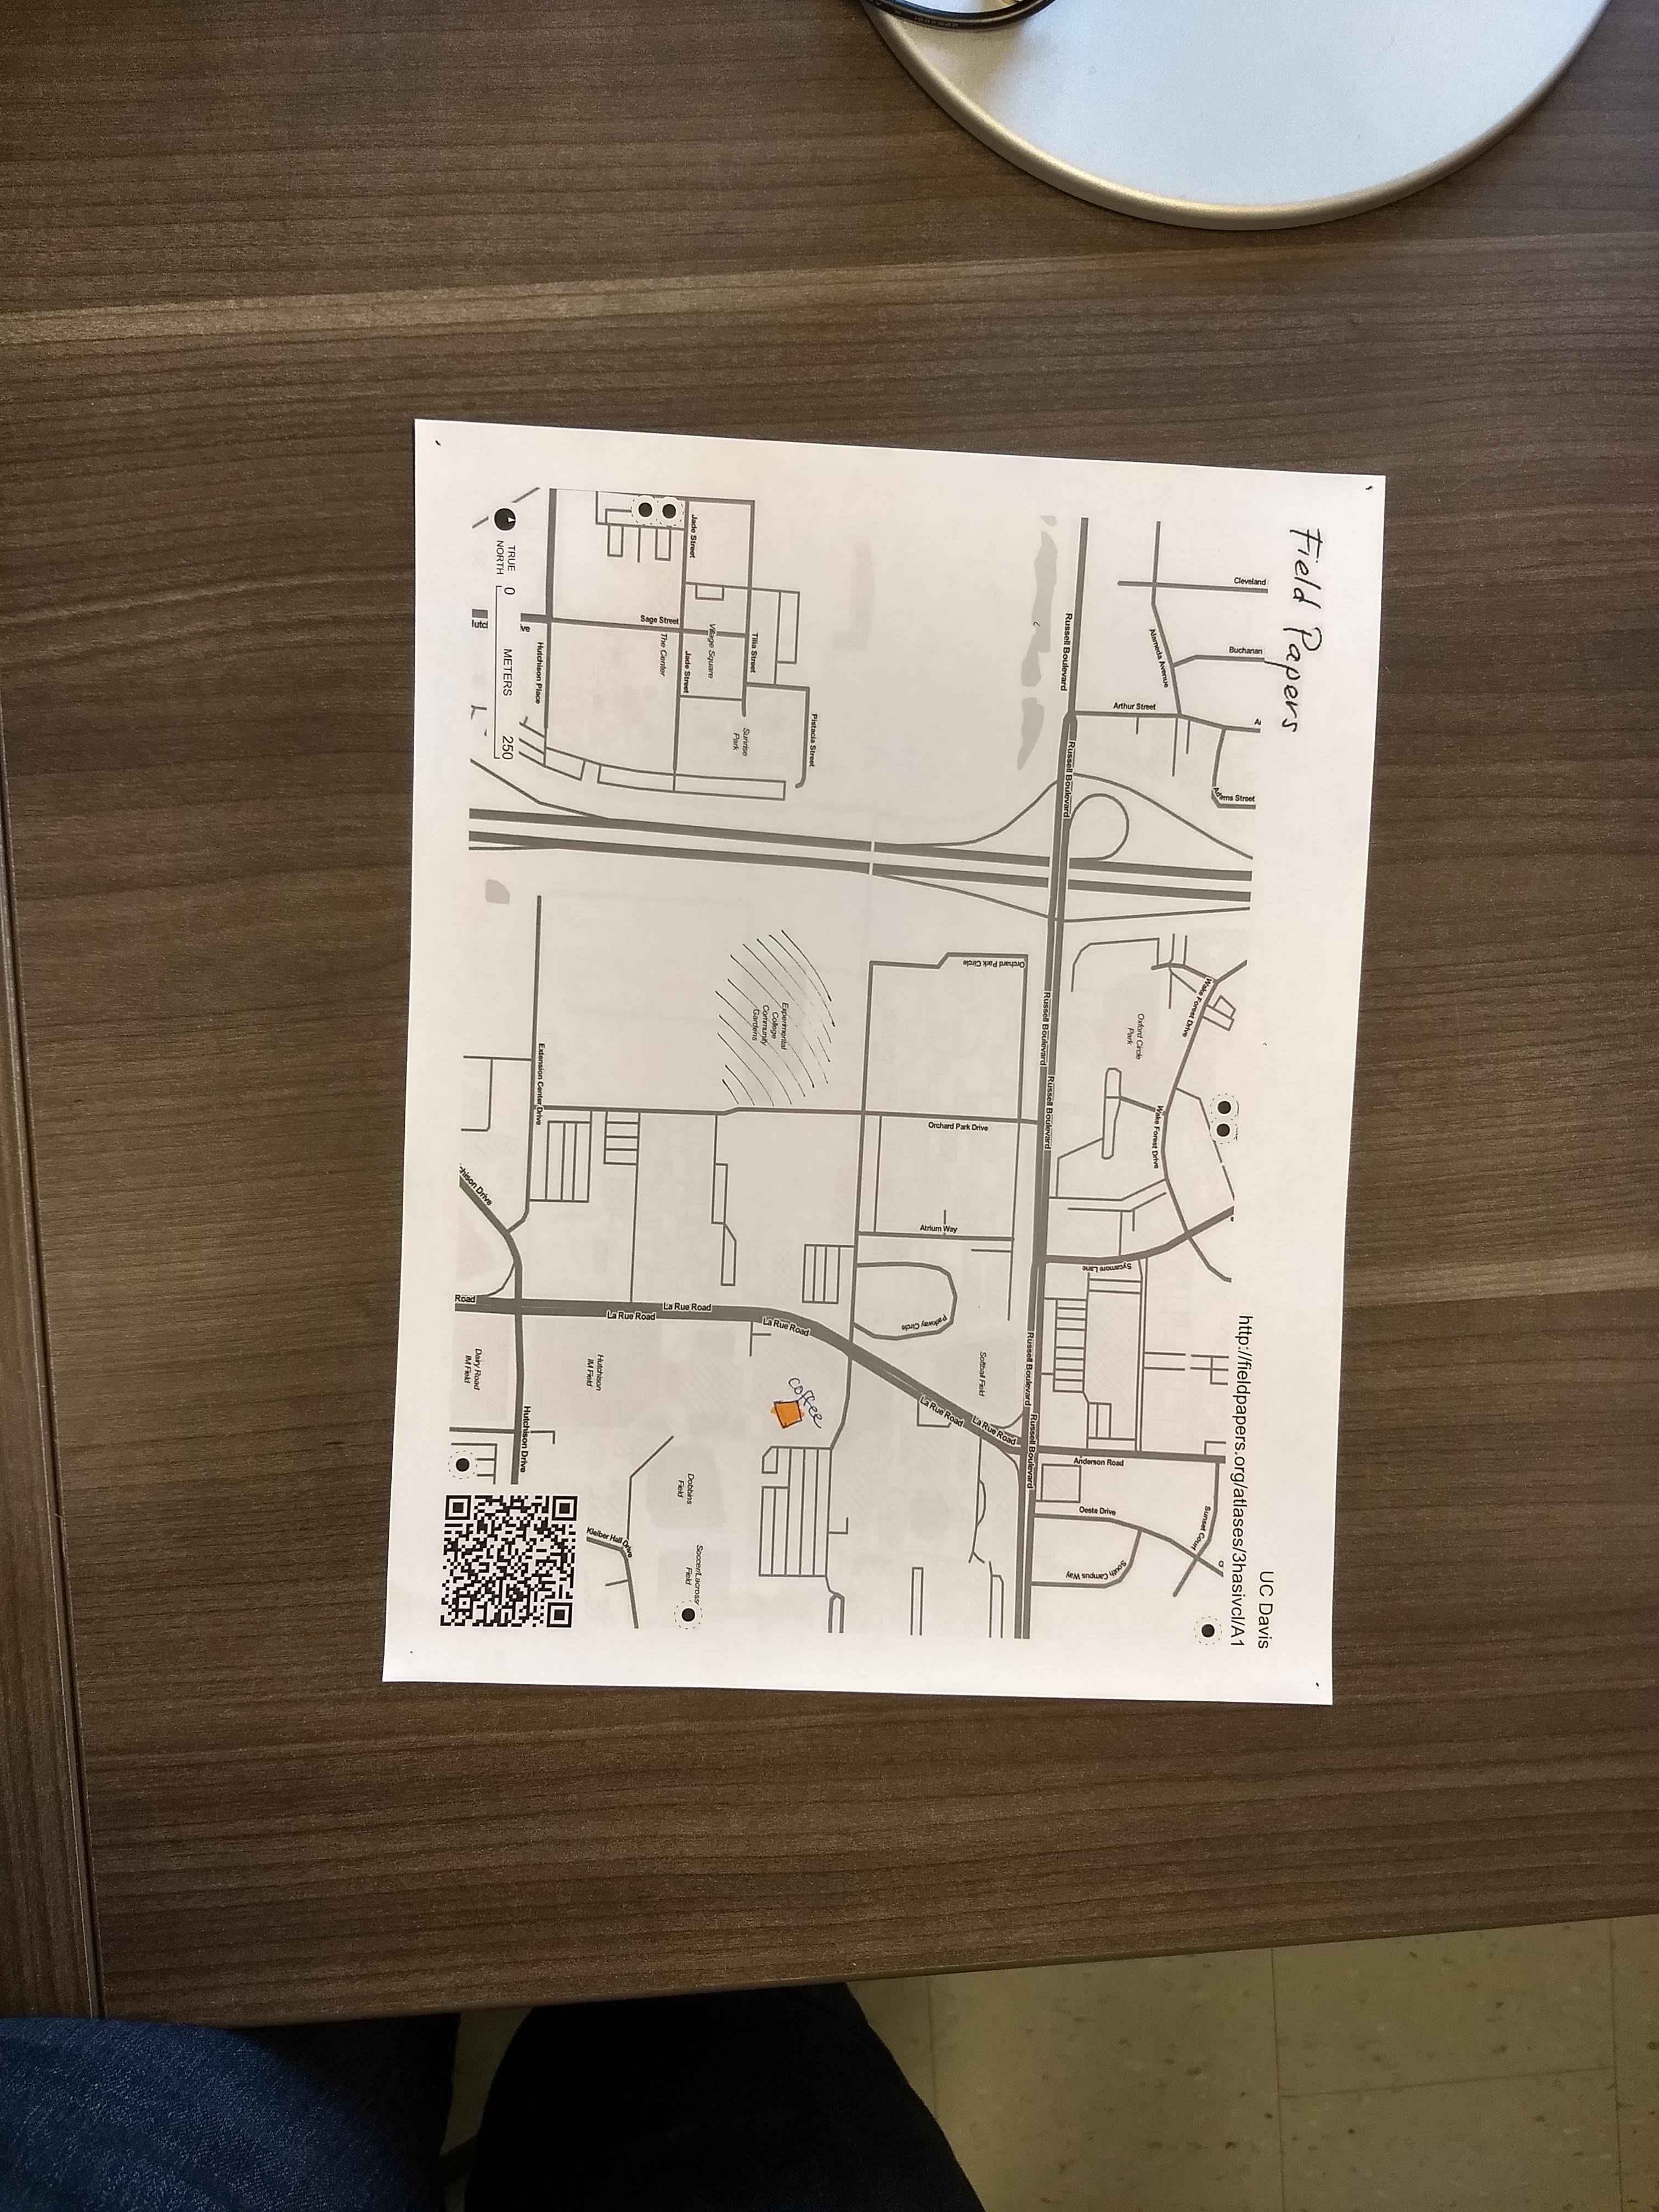 Field Papers
UC Davis
http://fieldpapers.org/atlases/3hasivcl/A1
Cleveland
Buchanan
Alameda Avenue
Arthur Street
A
Adams Street
Russell Boulevard
Russell Boulevard
Wake Forest Drive
Oxford Circle
Park
Wake Forest Drive
Sycamore Lane
Anderson Road
Sunset Court
Oeste Drive
South Campus Way
Orchard Park Circle
Russell Boulevard
Russell Boulevard
Russell Boulevard
Russell Boulevard
Orchard Park Drive
Atrium Way
Parkway Circle
Softball Field
La Rue Road
La Rue Road
Pistacia Street
Tilia Street
Sunrise
Park
Village Square
Jade Street
Jade Street
The Center
Sage Street
Experimental
College
Community
Gardens
La Rue Road
La Rue Road
La Rue Road
coffee
Dobbins
Field
Soccer/Lacrosse
Field
Hutchison
IM Field
Kleiber Hall Drive
Hutchison Place
Extension Center Drive
Hutchison Drive
hison Drive
Road
Dairy Road
IM Field
ive
Hutcl
TRUE
NORTH
0
METERS
250